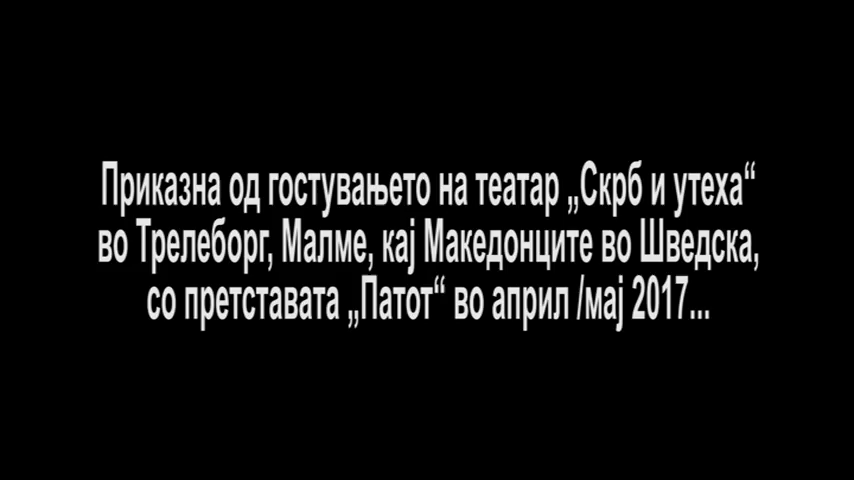 Приказна од гостувањето на театар „Скрб и утеха“
во Трелеборг, Малме, кај Македонците во Шведска,
со претставата „Патот“ во април /мај 2017...